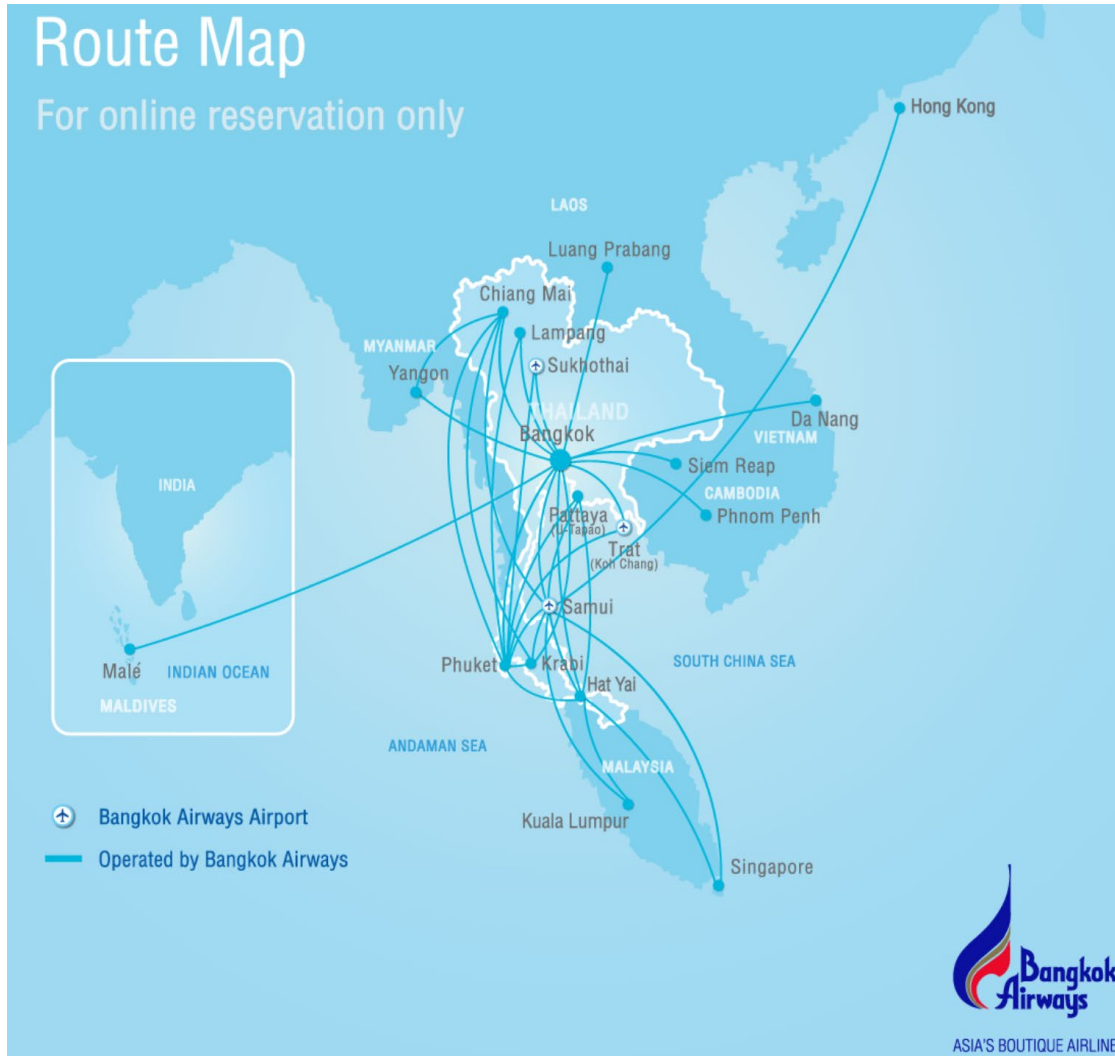 Route Map
For online reservation only
Hong Kong
LAOS
Luang Prabang
Chiang Mai
Lampang
MYANMAR
Sukhothai
Yangon
THAILAND
Da Nang
Bangkok
VIETNAM
Siem Reap
INDIA
CAMBODIA
Pattaya
(U-Tapao)
Phnom Penh
Trat
(Koh Chang)
Samui
Malé
INDIAN OCEAN
Phuket
Krabi
SOUTH CHINA SEA
Hat Yai
MALDIVES
ANDAMAN SEA
MALAYSIA
Bangkok Airways Airport
Kuala Lumpur
Operated by Bangkok Airways
Singapore
Bangkok
Airways
ASIA'S BOUTIQUE AIRLINE